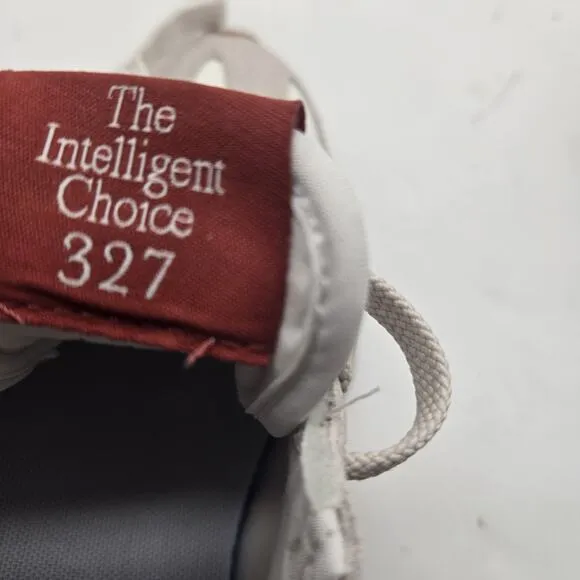 The
Intelligent
Choice
327